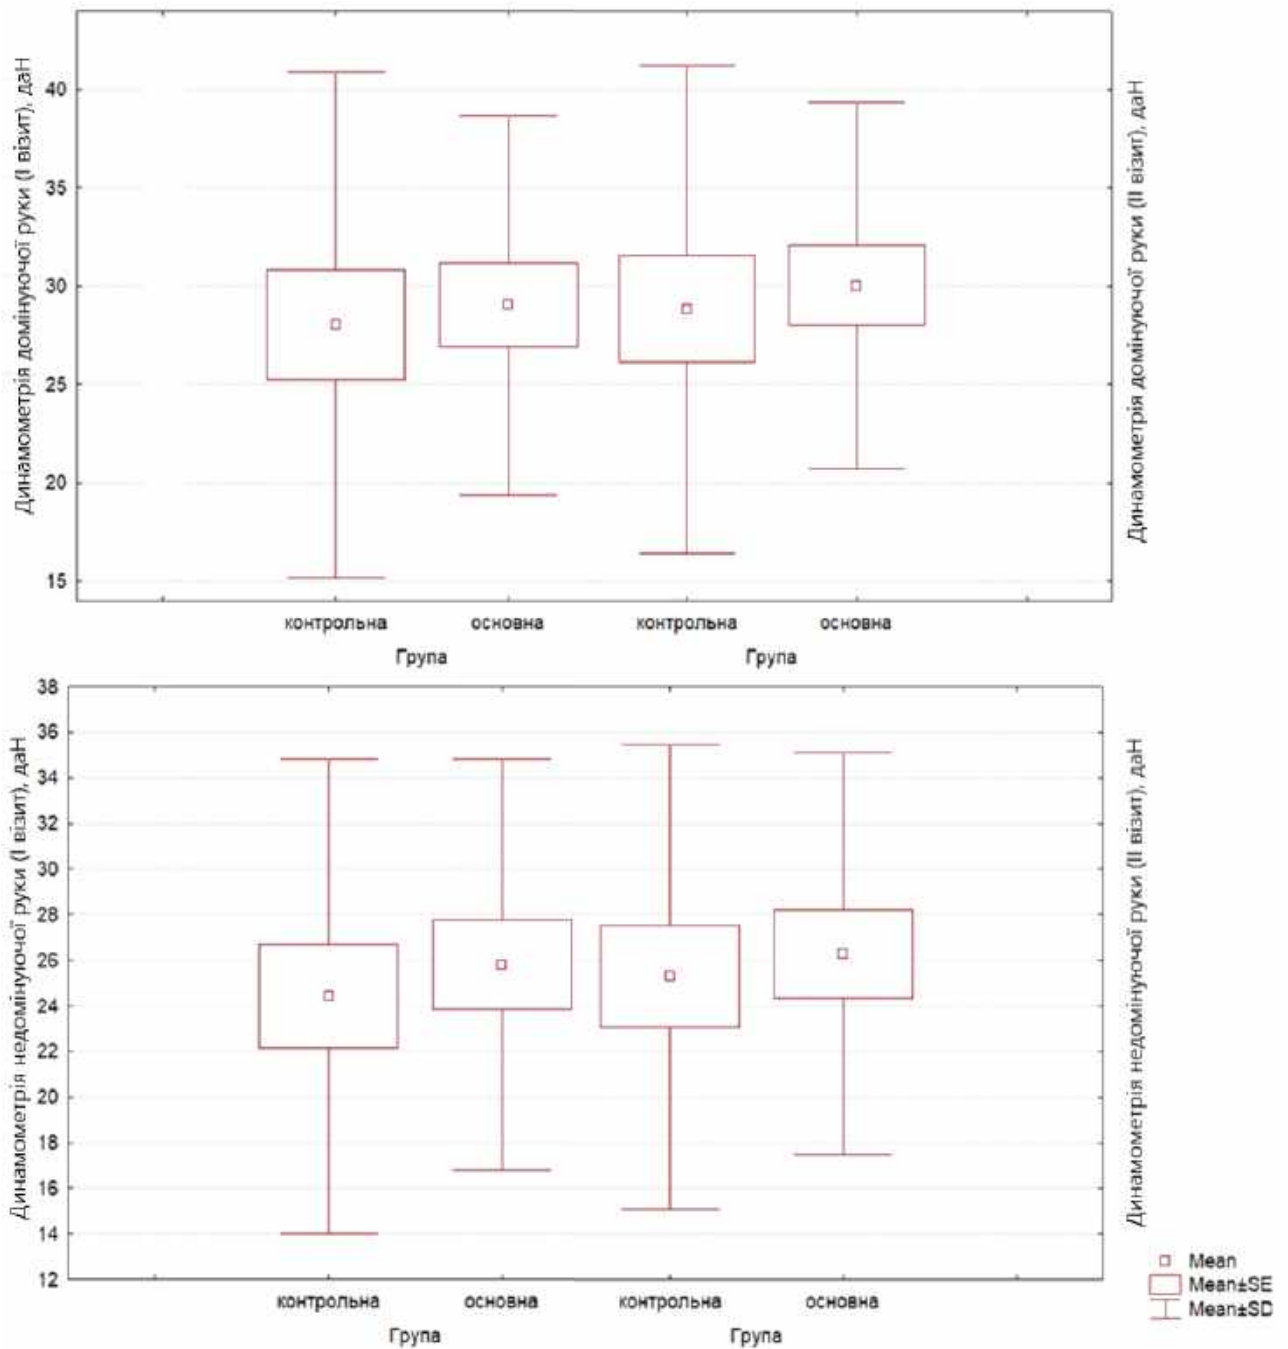 Динамометрія домінуючої руки (І візит), даН
40
35
30
25
20
15
контрольна основна контрольна основна
Група Група
Динамометрія домінуючої руки (ІІ візит), даН
Динамометрія недомінуючої руки (І візит), даН
38
36
34
32
30
28
26
24
22
20
18
16
14
12
контрольна основна контрольна основна
Група Група
Динамометрія недомінуючої руки (ІІ візит), даН
Mean
Mean±SE
Mean±SD